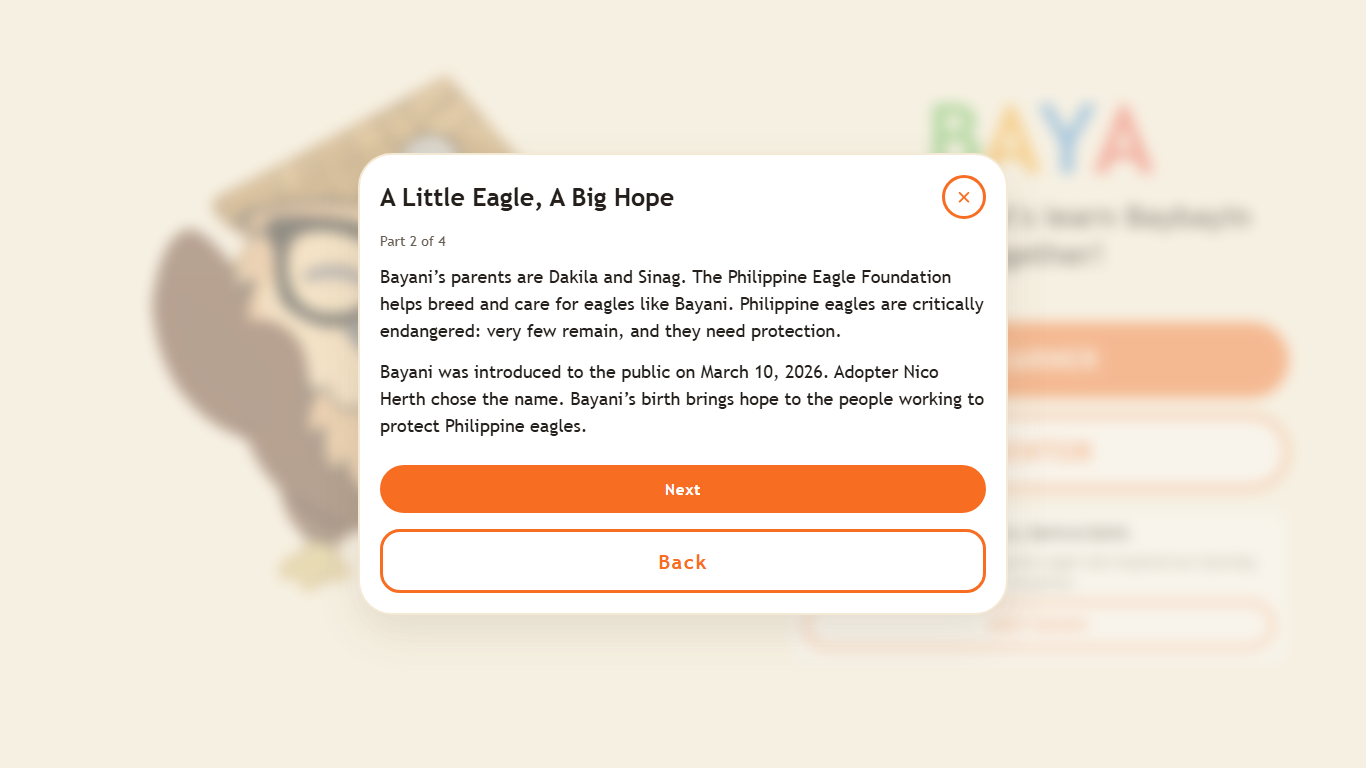 BAYA
A Little Eagle, A Big Hope
×
Part 2 of 4
Bayani’s parents are Dakila and Sinag. The Philippine Eagle Foundation
helps breed and care for eagles like Bayani. Philippine eagles are critically
endangered: very few remain, and they need protection.
Bayani was introduced to the public on March 10, 2026. Adopter Nico
Herth chose the name. Bayani’s birth brings hope to the people working to
protect Philippine eagles.
Next
Back
learn Baybayin